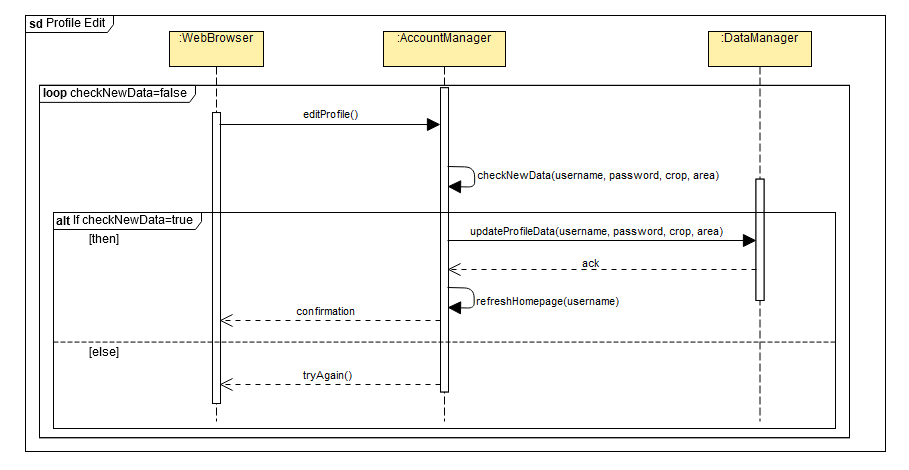 sd Profile Edit
:WebBrowser
:AccountManager
:DataManager
loop checkNewData=false
editProfile()
checkNewData(username, password, crop, area)
alt If checkNewData=true
[then]
updateProfileData(username, password, crop, area)
ack
refreshHomepage(username)
confirmation
[else]
tryAgain()